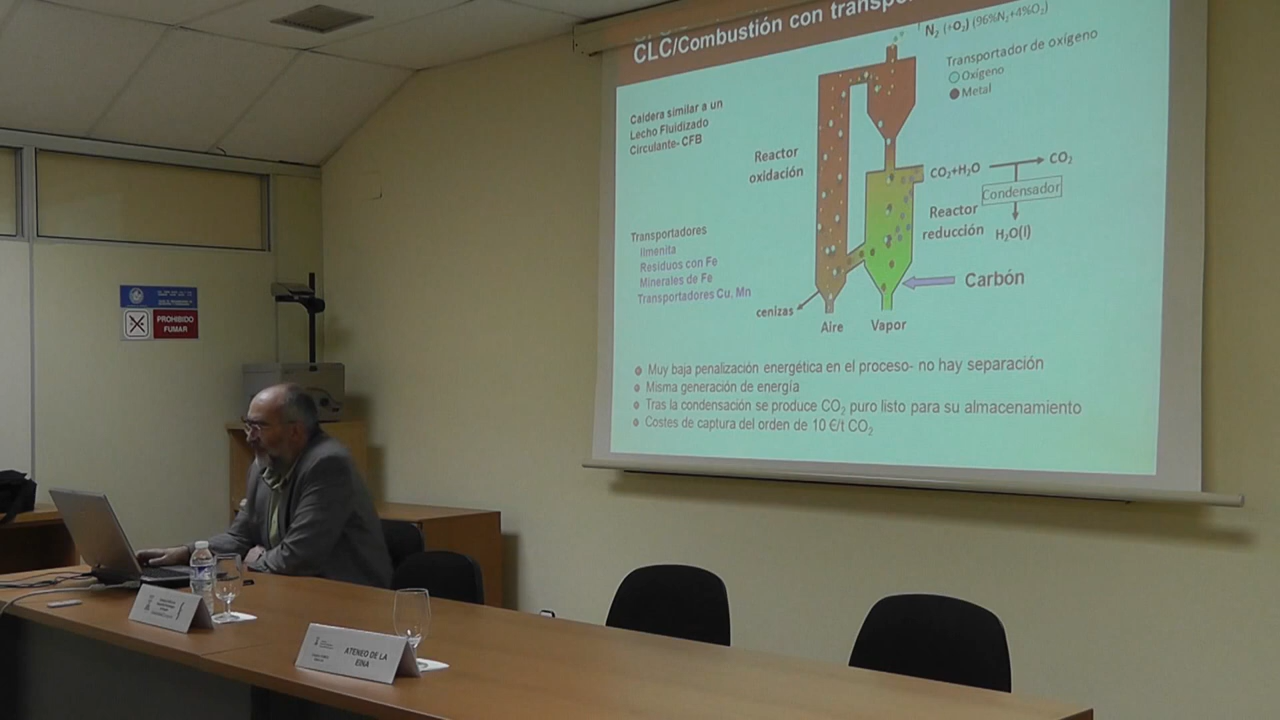 CLC/Combustión con transpo
N₂ (+O₂) (96%N₂+4%O₂)
Transportador de oxígeno
Oxígeno
Metal
Caldera similar a un
Lecho Fluidizado
Circulante- CFB
Reactor
oxidación
CO₂+H₂O
CO₂
Condensador
H₂O(l)
Reactor
reducción
Transportadores
Ilmenita
Residuos con Fe
Minerales de Fe
Transportadores Cu, Mn
Carbón
cenizas
Aire
Vapor
Muy baja penalización energética en el proceso- no hay separación
Misma generación de energía
Tras la condensación se produce CO₂ puro listo para su almacenamiento
Costes de captura del orden de 10 €/t CO₂
PROHIBIDO
FUMAR
ATENEO DE LA
EINA